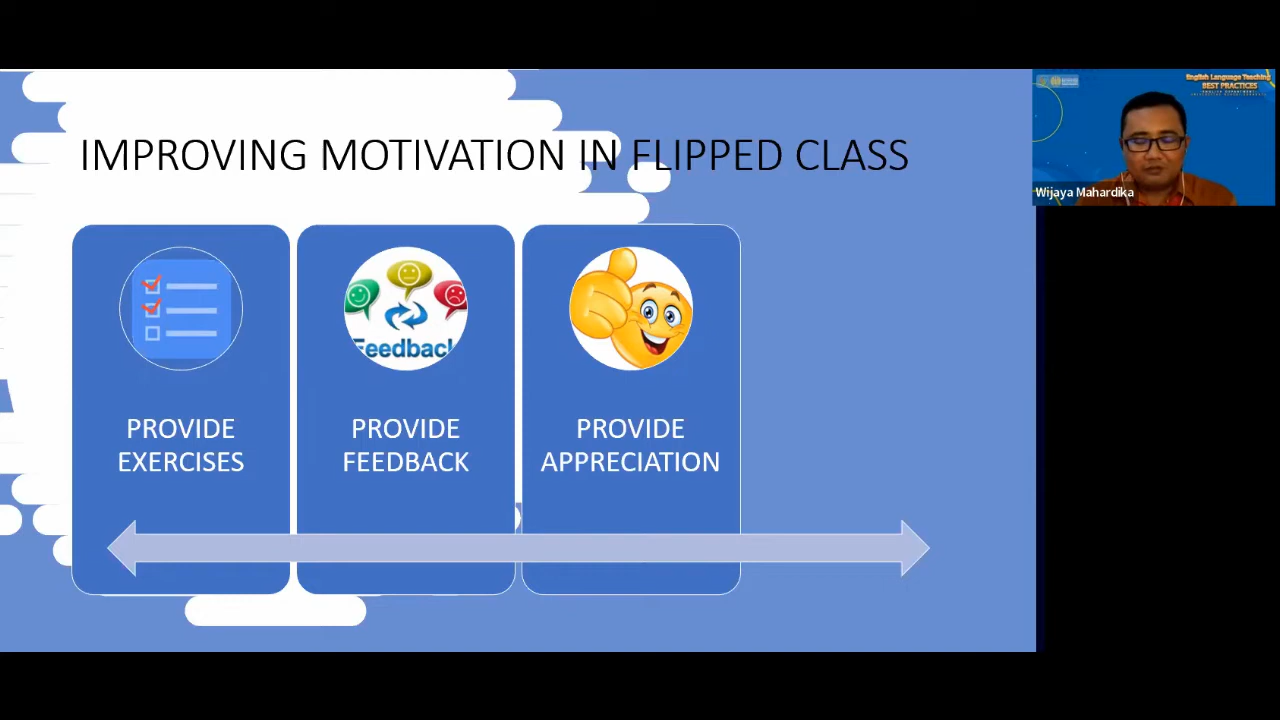 IMPROVING MOTIVATION IN FLIPPED CLASS
English Language Teaching
BEST PRACTICES
Wijaya Mahardika
Feedback
PROVIDE
EXERCISES
PROVIDE
FEEDBACK
PROVIDE
APPRECIATION